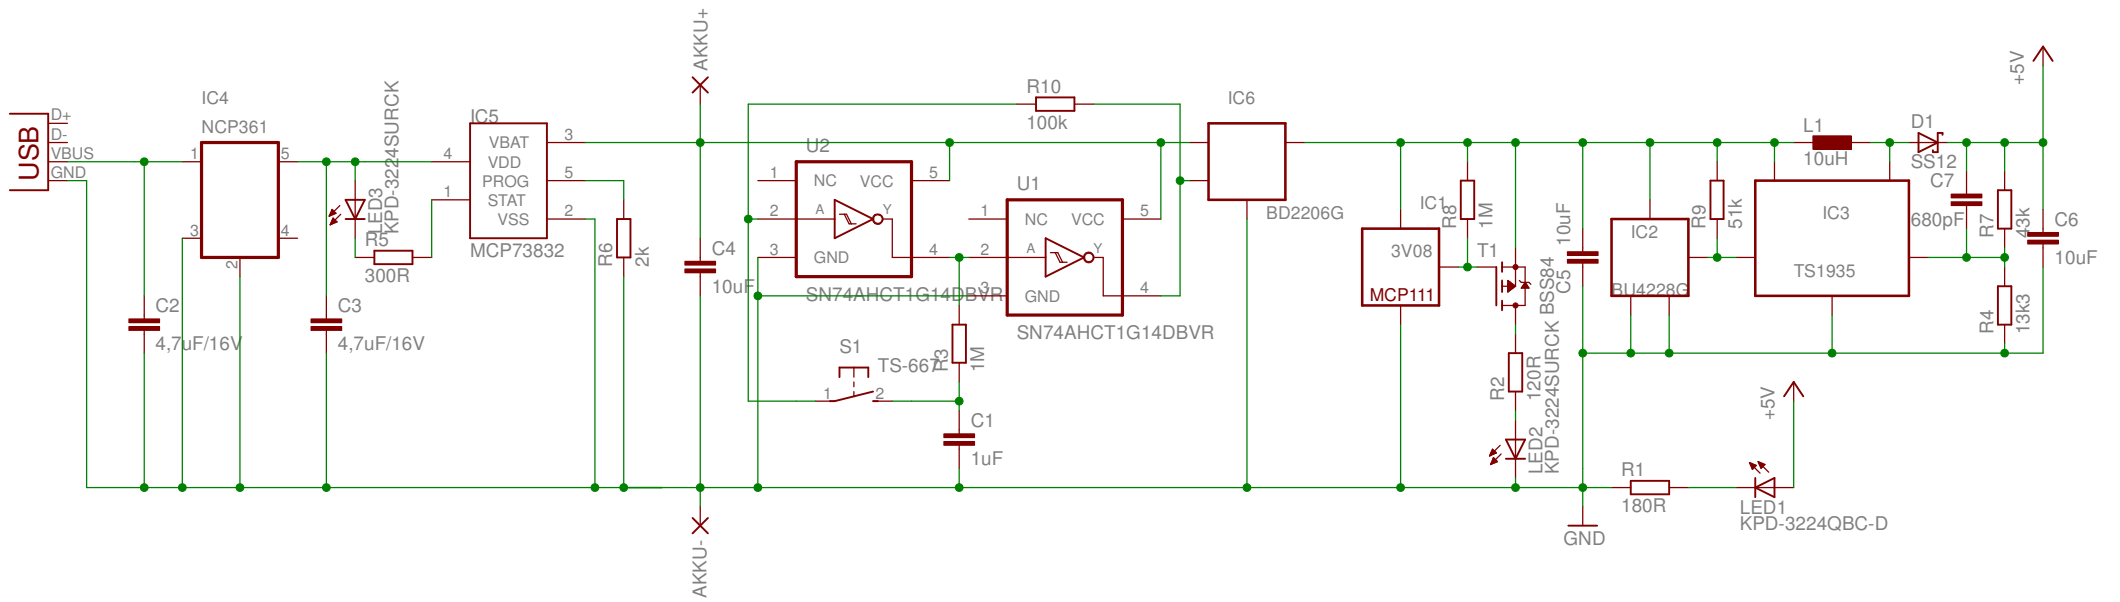 USB
D+
D-
VBUS
GND
IC4
NCP361
1
5
3
4
2
C2
4,7uF/16V
C3
4,7uF/16V
LED3
KPD-3224SURCK
R5
300R
IC5
VBAT
VDD
PROG
STAT
VSS
MCP73832
4
1
3
5
2
R6
2k
AKKU+
AKKU-
C4
10uF
U2
NC
VCC
A
Y
GND
1
2
3
5
4
SN74AHCT1G14DBVR
R10
100k
U1
NC
VCC
A
Y
GND
1
2
3
5
4
SN74AHCT1G14DBVR
S1
TS-667
1
2
R3
1M
C1
1uF
IC6
BD2206G
IC1
3V08
MCP111
R8
1M
T1
BSS84
R2
120R
LED2
KPD-3224SURCK
C5
10uF
GND
IC2
BU4228G
R9
51k
L1
10uH
IC3
TS1935
D1
SS12
C7
680pF
R7
43k
R4
13k3
C6
10uF
+5V
R1
180R
LED1
KPD-3224QBC-D
+5V